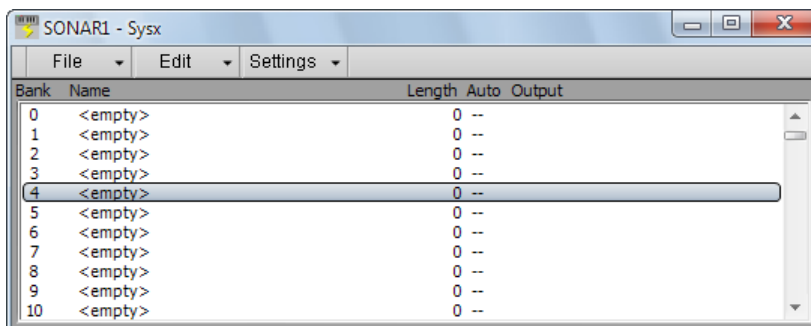 SONAR1 - Sysx
File Edit Settings
Bank Name Length Auto Output
0 <empty> 0 --
1 <empty> 0 --
2 <empty> 0 --
3 <empty> 0 --
4 <empty> 0 --
5 <empty> 0 --
6 <empty> 0 --
7 <empty> 0 --
8 <empty> 0 --
9 <empty> 0 --
10 <empty> 0 --